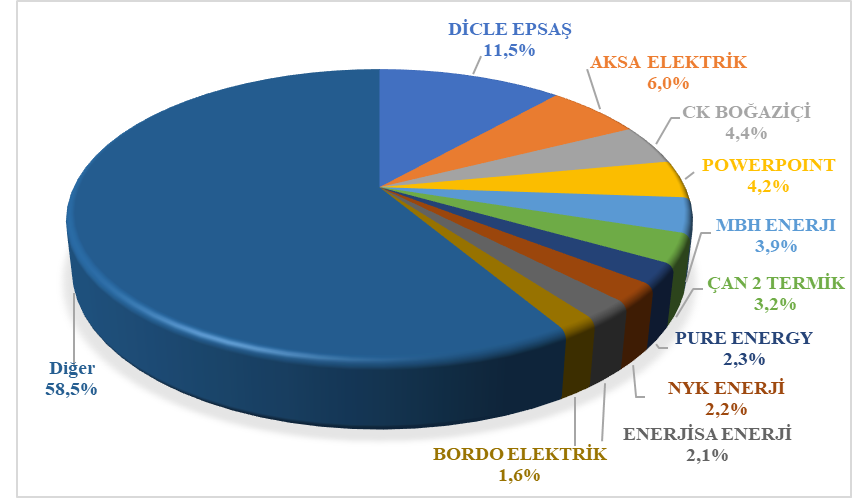 DİCLE EPSAŞ
11,5%
AKSA ELEKTRİK
6,0%
CK BOĞAZİÇİ
4,4%
POWERPOINT
4,2%
MBH ENERJI
3,9%
ÇAN 2 TERMİK
3,2%
PURE ENERGY
2,3%
NYK ENERJİ
2,2%
ENERJİSA ENERJİ
2,1%
BORDO ELEKTRİK
1,6%
Diğer
58,5%